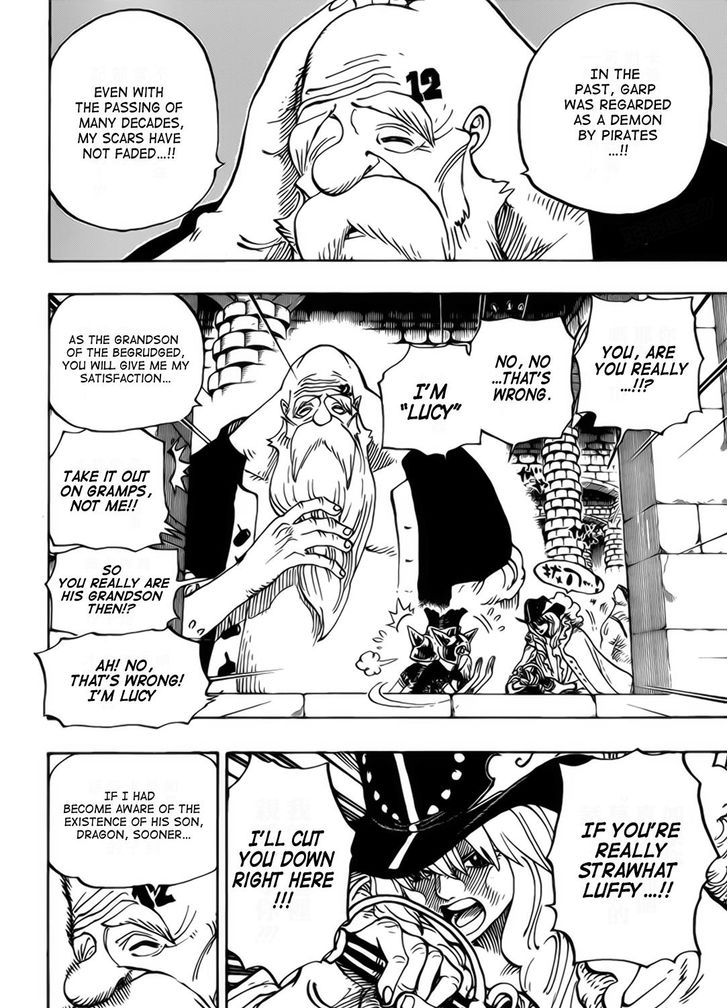 IN THE
PAST, GARP
WAS REGARDED
AS A DEMON
BY PIRATES
...!!
12
EVEN WITH
THE PASSING OF
MANY DECADES,
MY SCARS HAVE
NOT FADED...!!
YOU, ARE
YOU REALLY
...!!?
NO, NO
...THAT'S
WRONG.
I'M
"LUCY"
AS THE GRANDSON
OF THE BEGRUDGED,
YOU WILL GIVE ME MY
SATISFACTION...
TAKE IT OUT
ON GRAMPS,
NOT ME!!
SO
YOU REALLY ARE
HIS GRANDSON
THEN!?
AH! NO,
THAT'S WRONG!
I'M LUCY
IF YOU'RE
REALLY
STRAWHAT
LUFFY...!!
I'LL CUT
YOU DOWN
RIGHT HERE
!!!
IF I HAD
BECOME AWARE OF THE
EXISTENCE OF HIS SON,
DRAGON, SOONER...
12